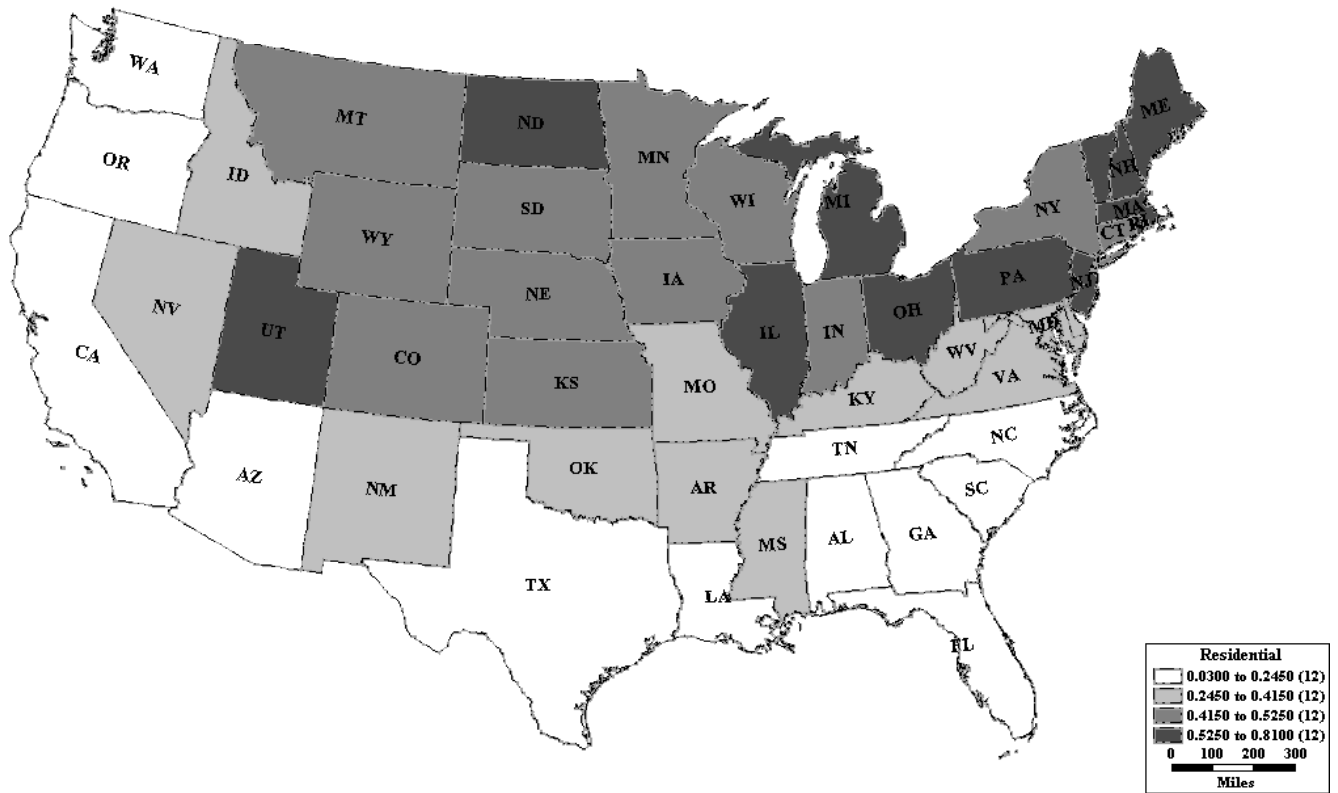 WA
MT
ND
ME
OR
ID
MN
NH
SD
WI
MI
NY
MA
WY
CT RI
IA
PA
NE
NJ
NV
UT
IL
IN
OH
CA
CO
MD
WV
KS
MO
VA
KY
NC
TN
AZ
NM
OK
AR
SC
MS
AL
GA
TX
LA
FL
Residential
0.0300 to 0.2450 (12)
0.2450 to 0.4150 (12)
0.4150 to 0.5250 (12)
0.5250 to 0.8100 (12)
0 100 200 300
Miles